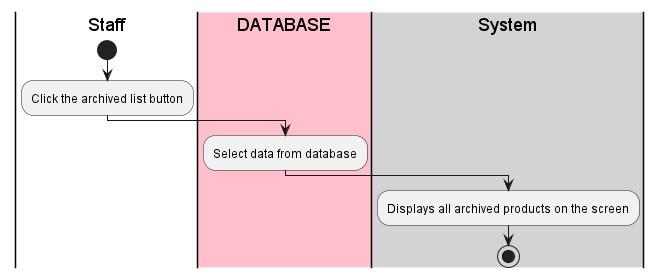 Staff
DATABASE
System
Click the archived list button
Select data from database
Displays all archived products on the screen